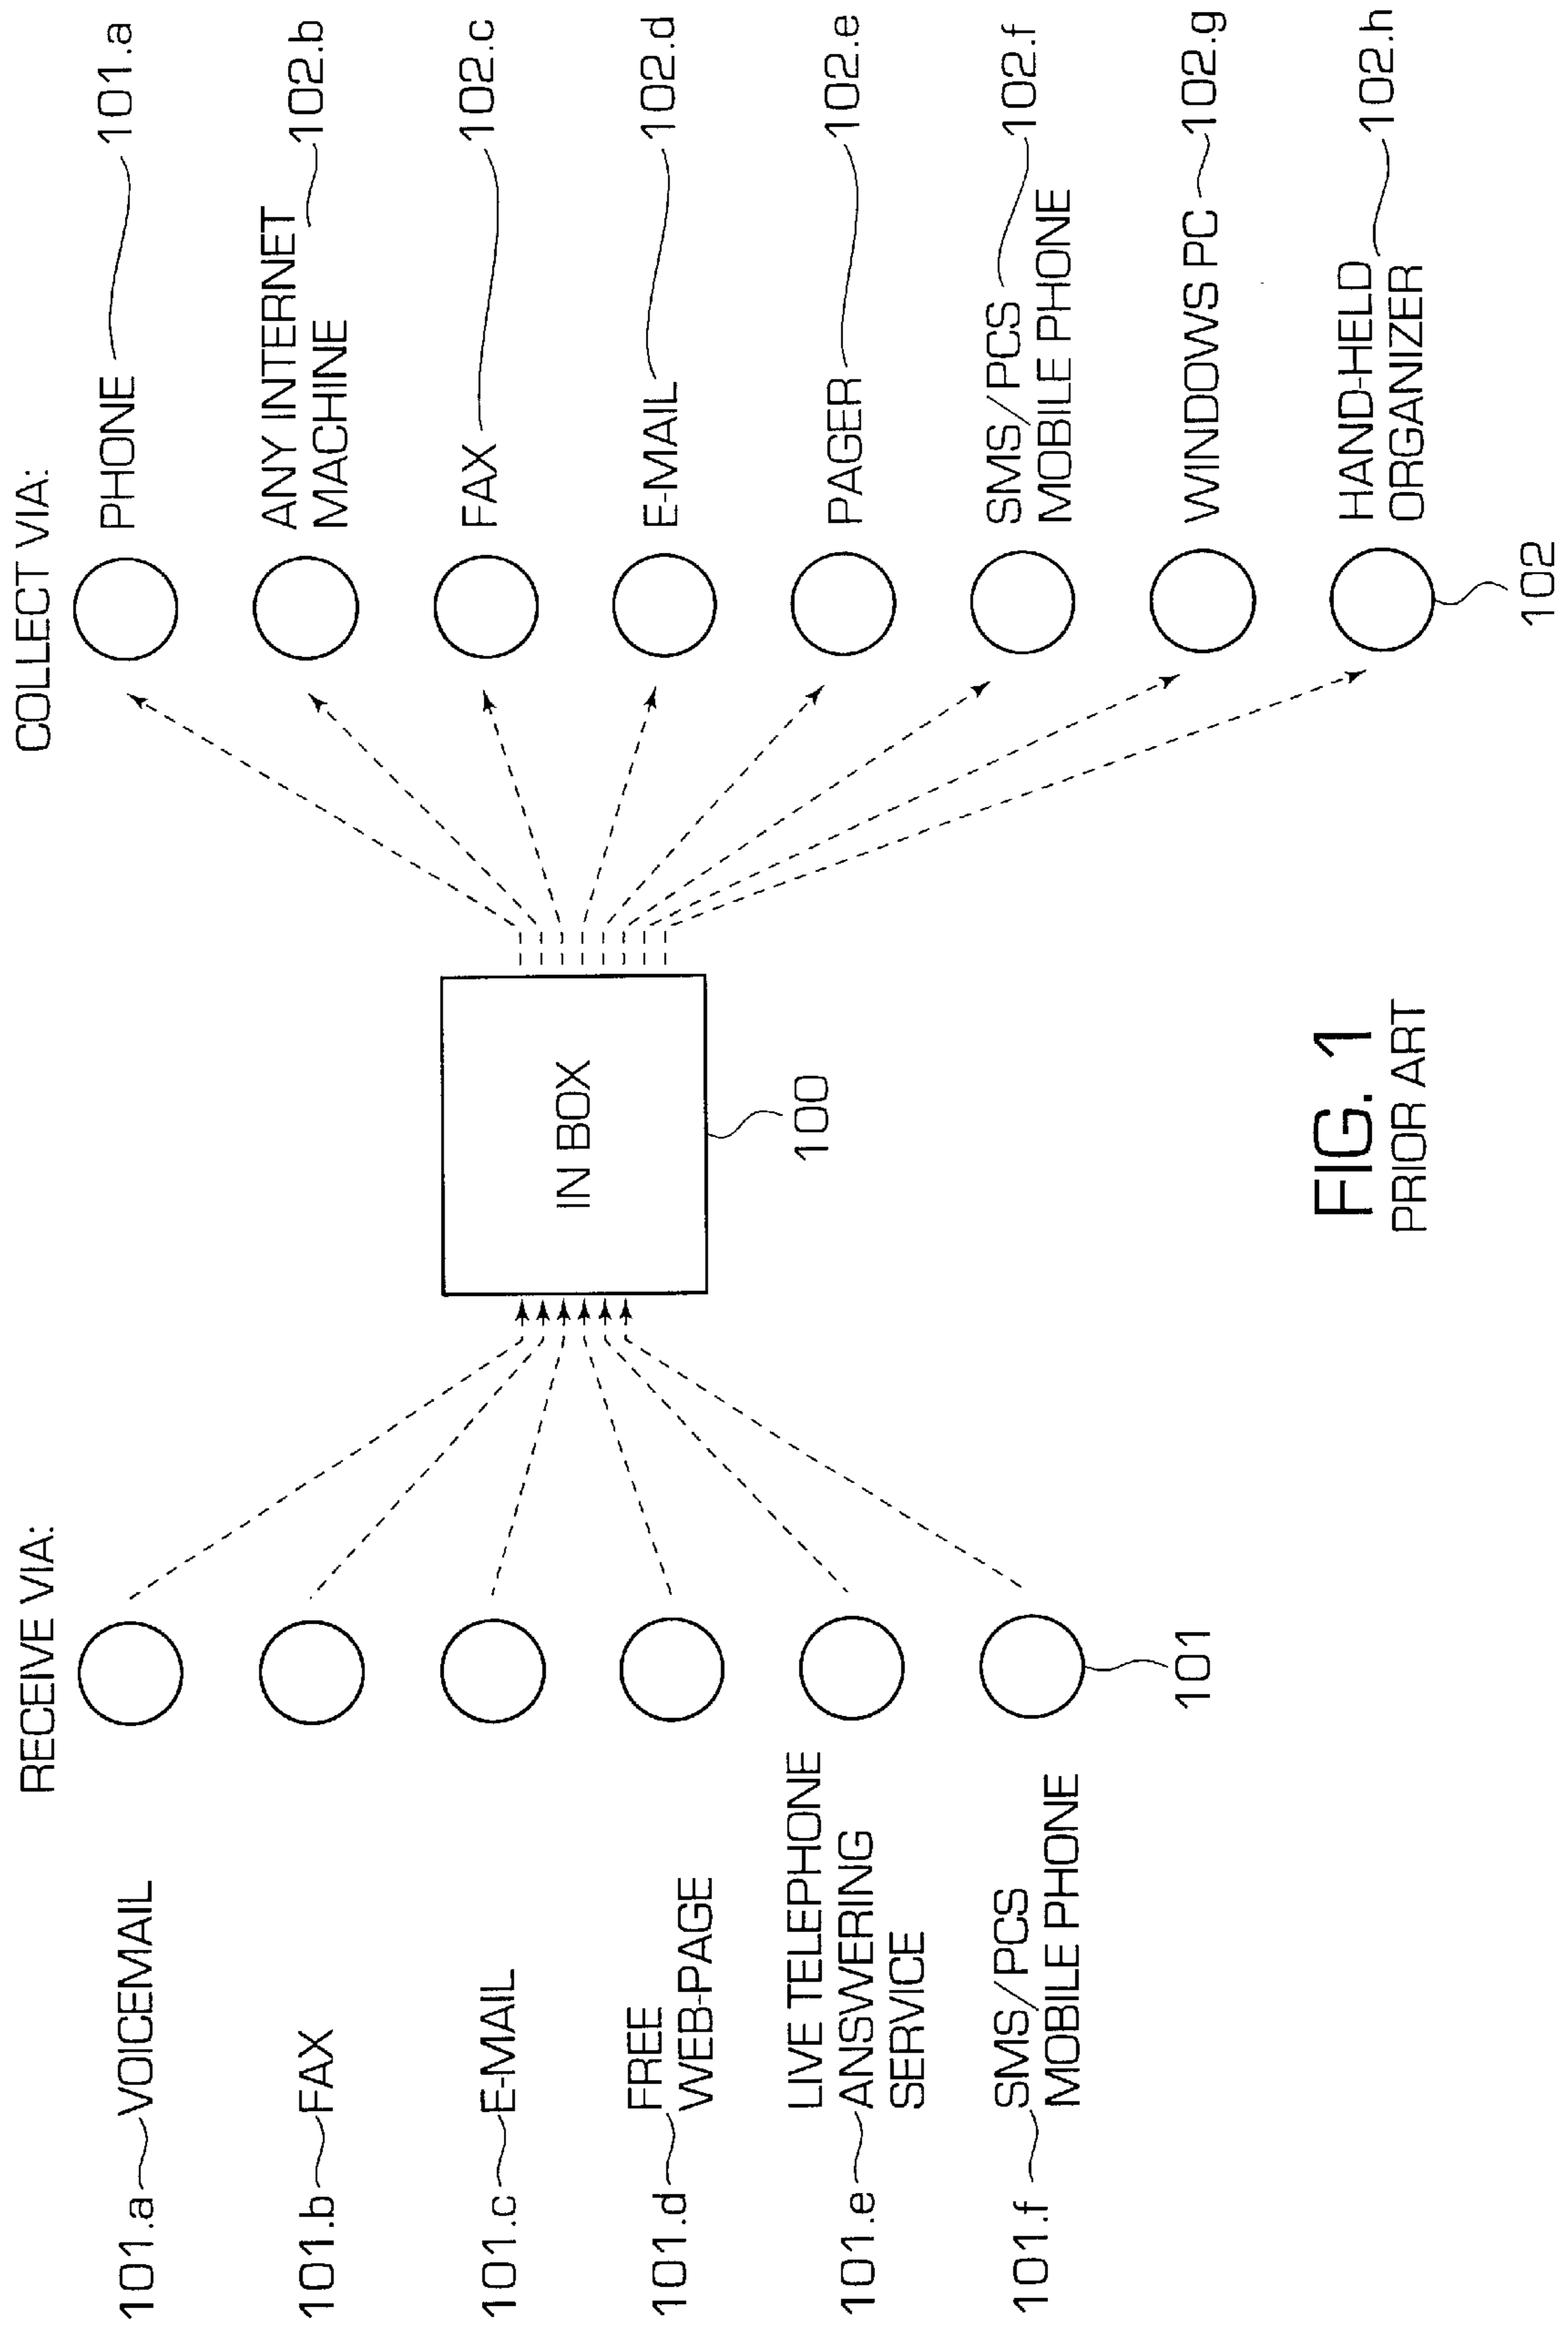 RECEIVE VIA:
101.a VOICEMAIL
101.b FAX
101.c E-MAIL
101.d FREE
WEB-PAGE
LIVE TELEPHONE
101.e ANSWERING
SERVICE
101.f SMS/PCS
MOBILE PHONE
101
IN BOX
100
COLLECT VIA:
PHONE 101.a
ANY INTERNET
MACHINE 102.b
FAX 102.c
E-MAIL 102.d
PAGER 102.e
SMS/PCS 102.f
MOBILE PHONE
WINDOWS PC 102.g
HAND-HELD 102.h
ORGANIZER
102
FIG. 1
PRIOR ART